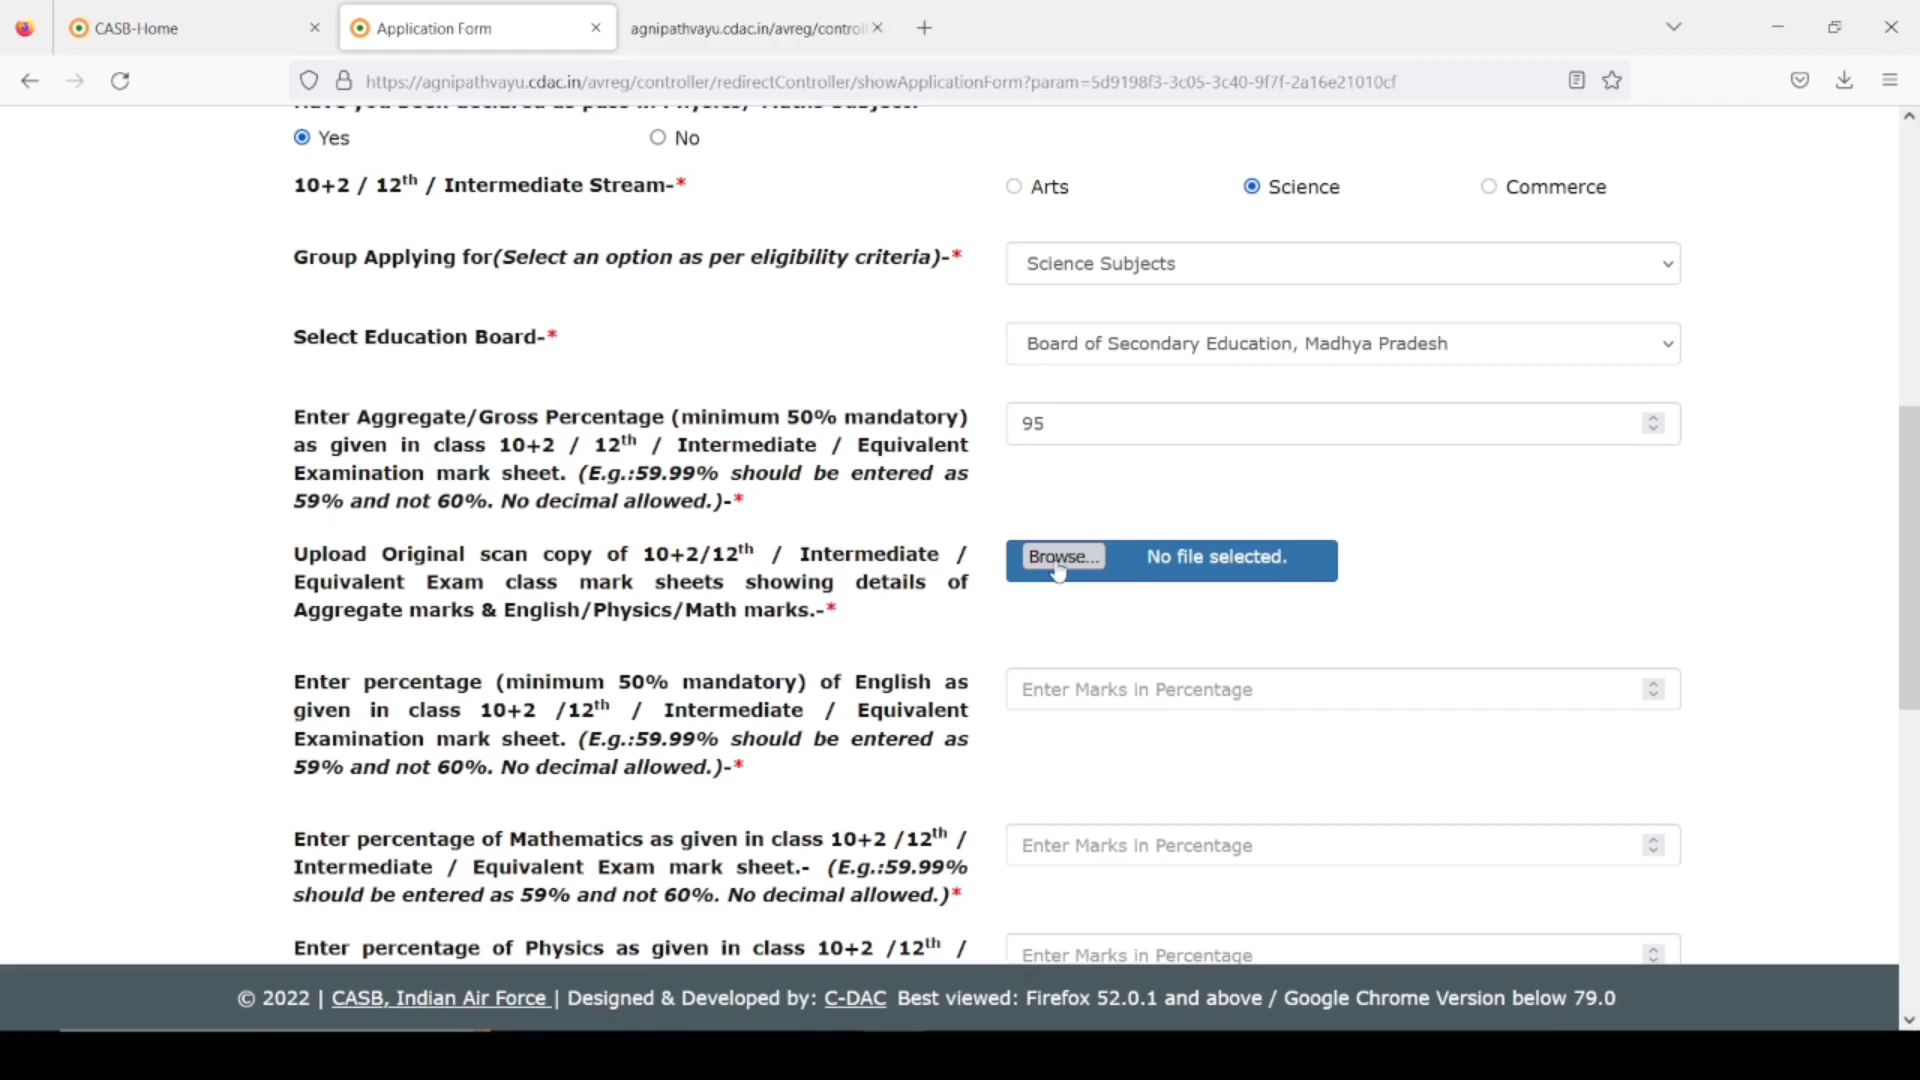 CASB-Home
Application Form
agnipathvayu.cdac.in/avreg/control
https://agnipathvayu.cdac.in/avreg/controller/redirectController/showApplicationForm?param=5d9198f3-3c05-3c40-9f7f-2a16e21010cf
Have you been declared as pass in Physics/ Maths Subject.
Yes No
10+2 / 12th / Intermediate Stream-* Arts Science Commerce
Group Applying for(Select an option as per eligibility criteria)-* Science Subjects
Select Education Board-* Board of Secondary Education, Madhya Pradesh
Enter Aggregate/Gross Percentage (minimum 50% mandatory)
as given in class 10+2 / 12th / Intermediate / Equivalent
Examination mark sheet. (E.g.:59.99% should be entered as
59% and not 60%. No decimal allowed.)-*
95
Upload Original scan copy of 10+2/12th / Intermediate /
Equivalent Exam class mark sheets showing details of
Aggregate marks & English/Physics/Math marks.-*
Browse... No file selected.
Enter percentage (minimum 50% mandatory) of English as
given in class 10+2 /12th / Intermediate / Equivalent
Examination mark sheet. (E.g.:59.99% should be entered as
59% and not 60%. No decimal allowed.)-*
Enter Marks in Percentage
Enter percentage of Mathematics as given in class 10+2 /12th /
Intermediate / Equivalent Exam mark sheet.- (E.g.:59.99%
should be entered as 59% and not 60%. No decimal allowed.)*
Enter Marks in Percentage
Enter percentage of Physics as given in class 10+2 /12th /
Enter Marks in Percentage
© 2022 | CASB, Indian Air Force | Designed & Developed by: C-DAC Best viewed: Firefox 52.0.1 and above / Google Chrome Version below 79.0